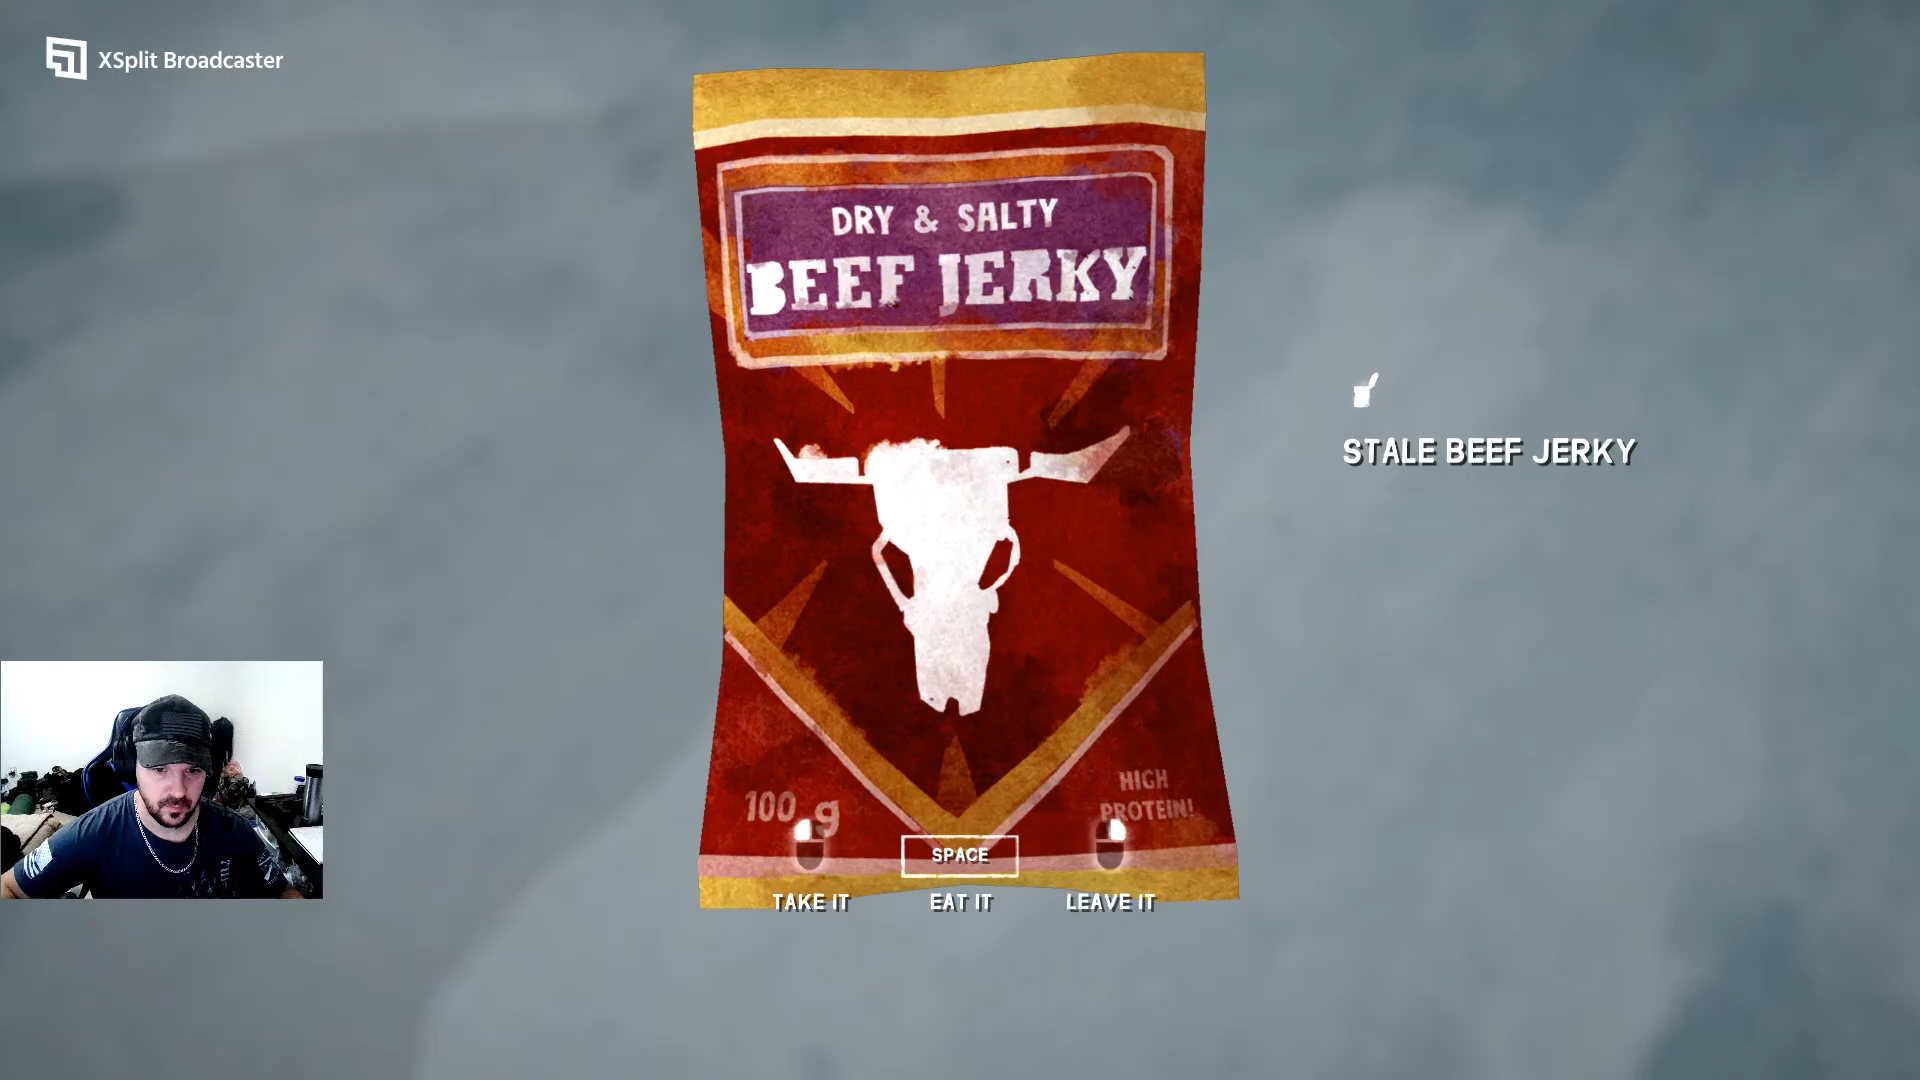 XSplit Broadcaster
DRY & SALTY
BEEF JERKY
STALE BEEF JERKY
100 g
HIGH
PROTEIN!
SPACE
TAKE IT
EAT IT
LEAVE IT